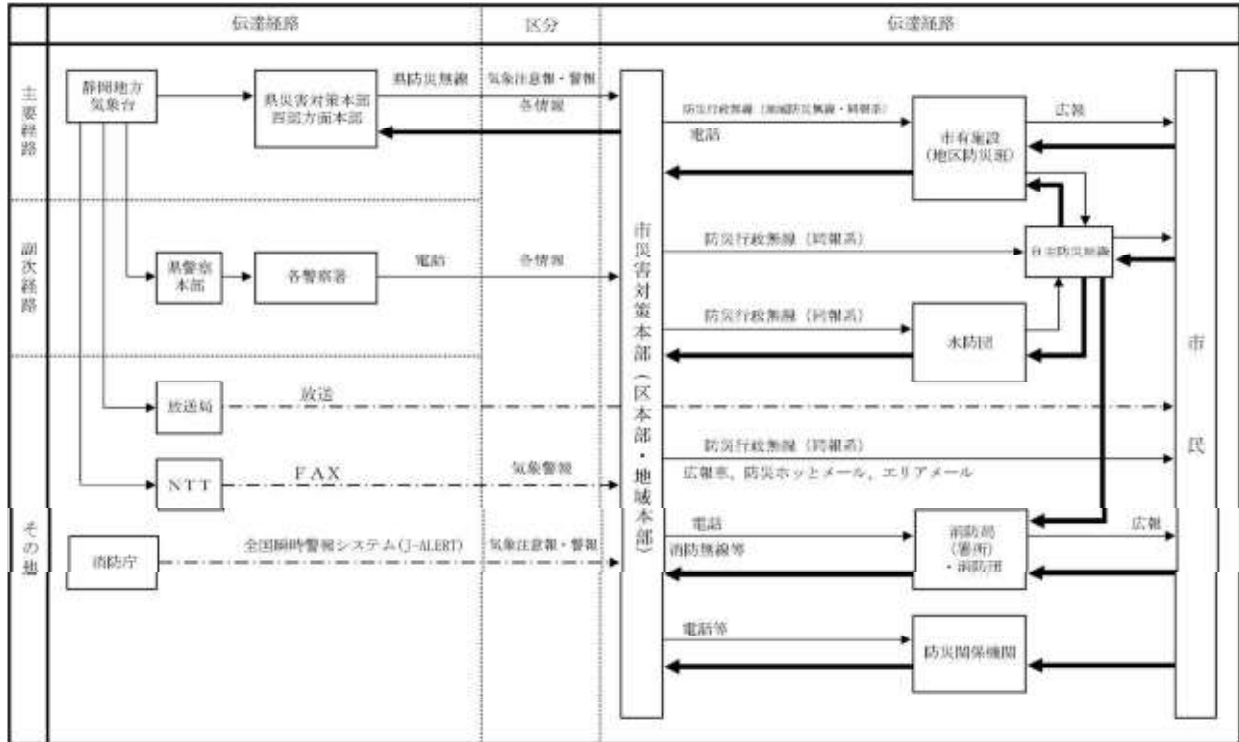 伝達経路
区分
伝達経路
主要経路
静岡地方
気象台
県災害対策本部
西部方面本部
県防災無線
気象注意報・警報
各情報
防災行政無線（地域防災無線・同報系）
電話
市有施設
（地区防災班）
広報
副次経路
県警察
本部
各警察署
電話
各情報
市災害対策本部（区本部・地域本部）
防災行政無線（同報系）
自主防災組織
防災行政無線（同報系）
水防団
市民
その他
放送局
放送
防災行政無線（同報系）
広報車、防災ホッとメール、エリアメール
NTT
FAX
気象警報
消防庁
全国瞬時警報システム(J-ALERT)
気象注意報・警報
電話
消防無線等
消防局
（署所）
・消防団
広報
電話等
防災関係機関